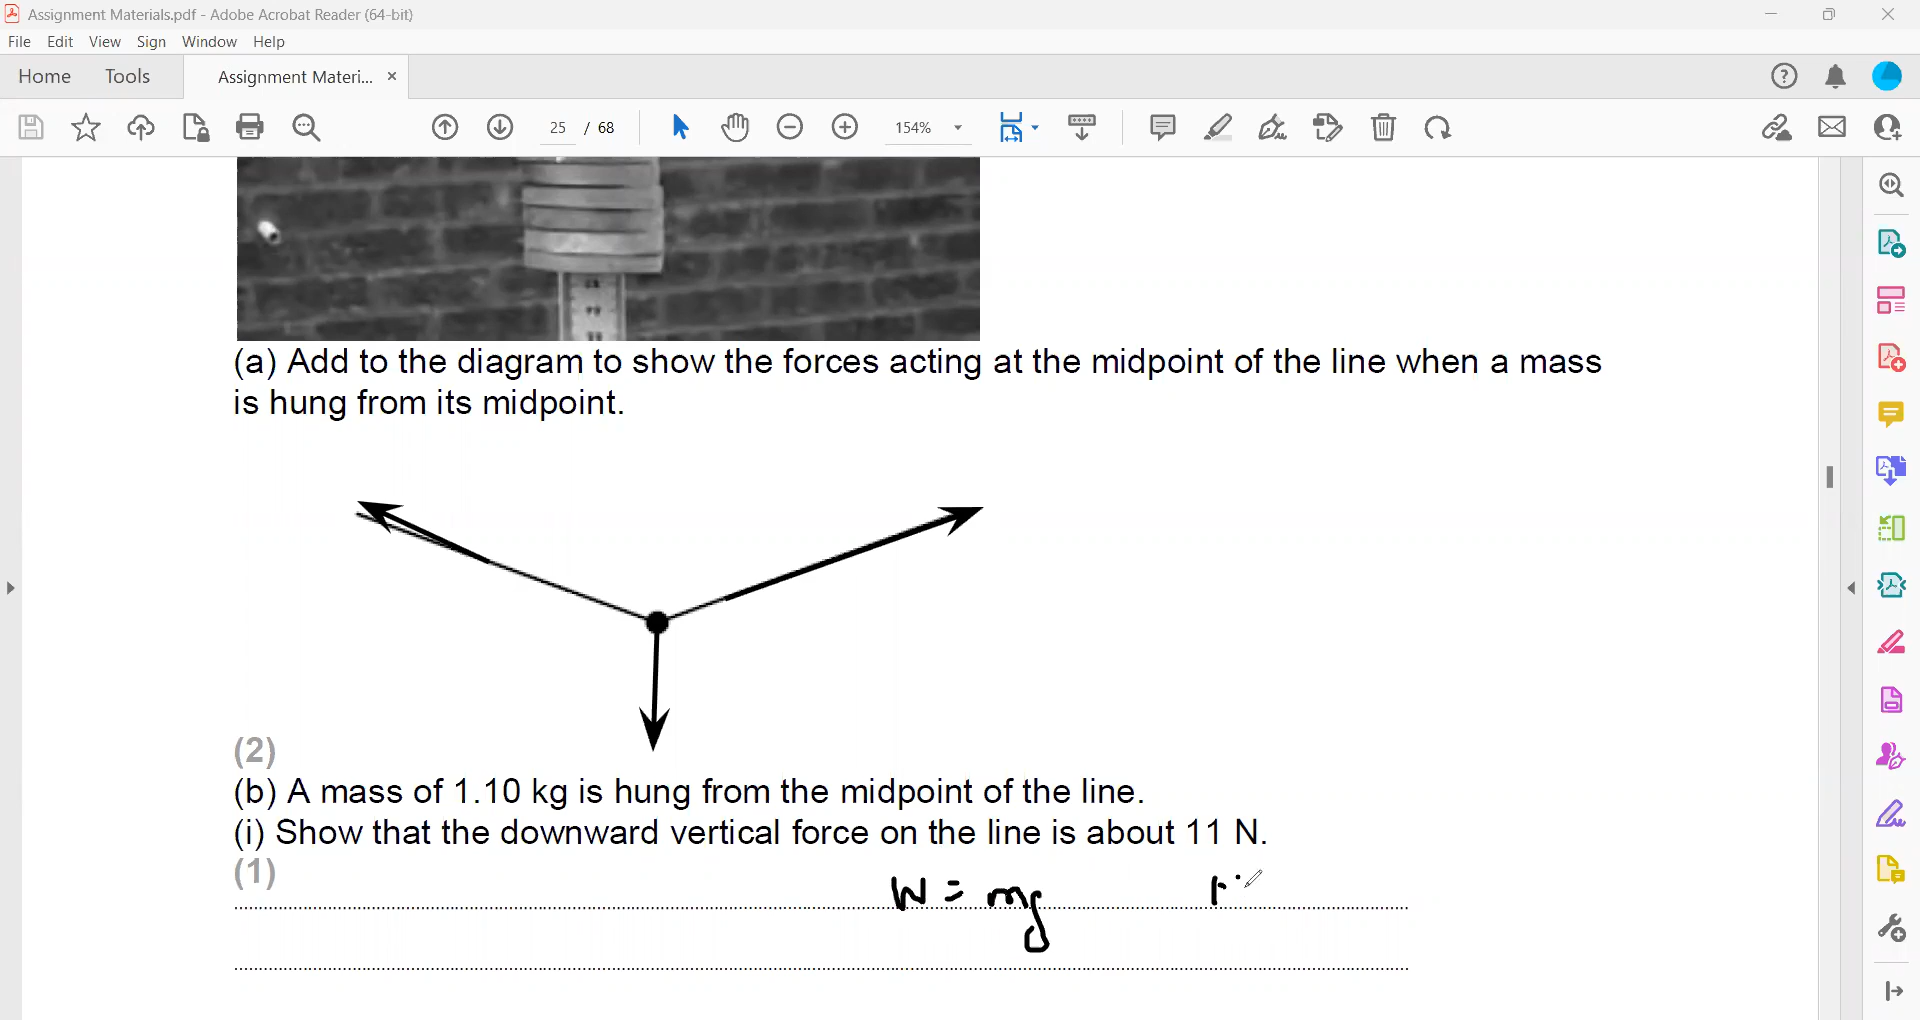 Assignment Materials.pdf - Adobe Acrobat Reader (64-bit)
File Edit View Sign Window Help
Home Tools Assignment Materi... ×
25 / 68 154%
(a) Add to the diagram to show the forces acting at the midpoint of the line when a mass
is hung from its midpoint.
(2)
(b) A mass of 1.10 kg is hung from the midpoint of the line.
(i) Show that the downward vertical force on the line is about 11 N.
(1)
W = mg